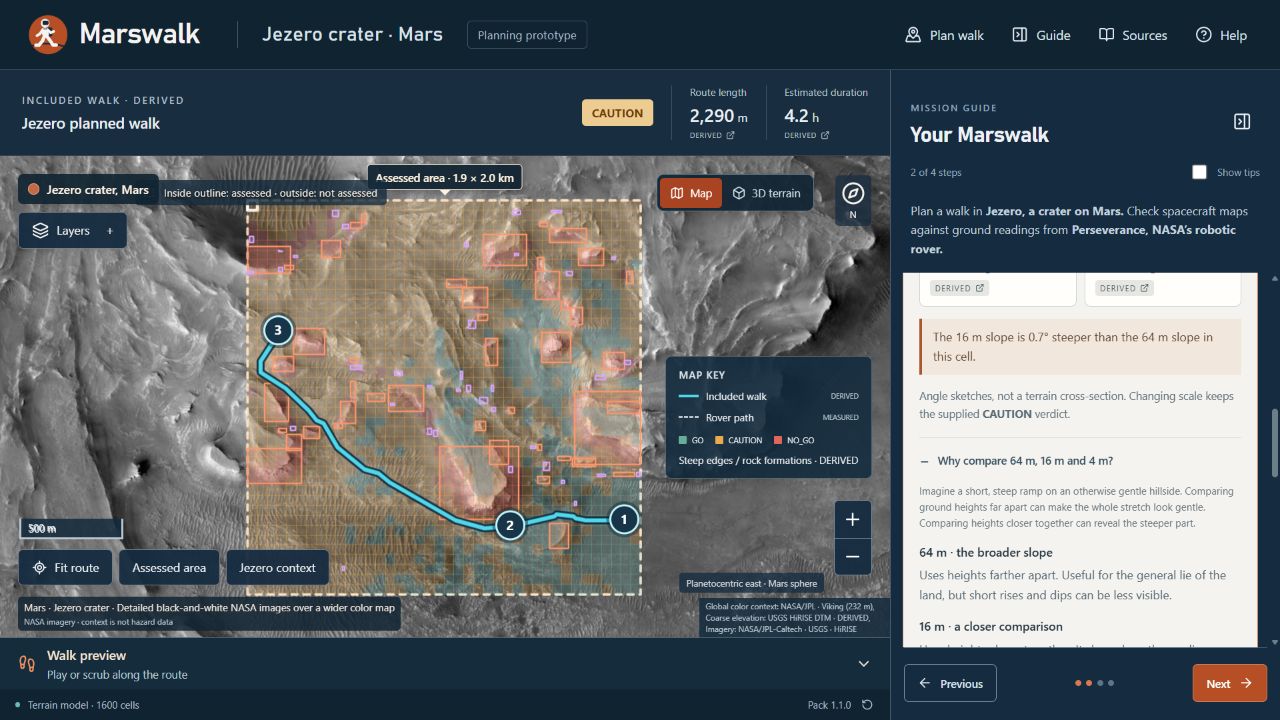 Marswalk
Jezero crater · Mars
Planning prototype
Plan walk
Guide
Sources
Help
INCLUDED WALK · DERIVED
Jezero planned walk
CAUTION
Route length
2,290 m
DERIVED
Estimated duration
4.2 h
DERIVED
Jezero crater, Mars
Inside outline: assessed · outside: not assessed
Assessed area · 1.9 × 2.0 km
Map
3D terrain
N
Layers +
3
2
1
MAP KEY
Included walk DERIVED
Rover path MEASURED
GO CAUTION NO_GO
Steep edges / rock formations · DERIVED
500 m
+
−
Fit route
Assessed area
Jezero context
Planetocentric east · Mars sphere
Mars · Jezero crater · Detailed black-and-white NASA images over a wider color map
NASA imagery · context is not hazard data
Global color context: NASA/JPL · Viking (232 m),
Coarse elevation: USGS HiRISE DTM · DERIVED,
Imagery: NASA/JPL-Caltech · USGS · HiRISE
Walk preview
Play or scrub along the route
Terrain model · 1600 cells
Pack 1.1.0
MISSION GUIDE
Your Marswalk
2 of 4 steps
Show tips
Plan a walk in Jezero, a crater on Mars. Check spacecraft maps
against ground readings from Perseverance, NASA's robotic
rover.
DERIVED
DERIVED
The 16 m slope is 0.7° steeper than the 64 m slope in
this cell.
Angle sketches, not a terrain cross-section. Changing scale keeps
the supplied CAUTION verdict.
– Why compare 64 m, 16 m and 4 m?
Imagine a short, steep ramp on an otherwise gentle hillside. Comparing
ground heights far apart can make the whole stretch look gentle.
Comparing heights closer together can reveal the steeper part.
64 m · the broader slope
Uses heights farther apart. Useful for the general lie of the
land, but short rises and dips can be less visible.
16 m · a closer comparison
Previous
Next